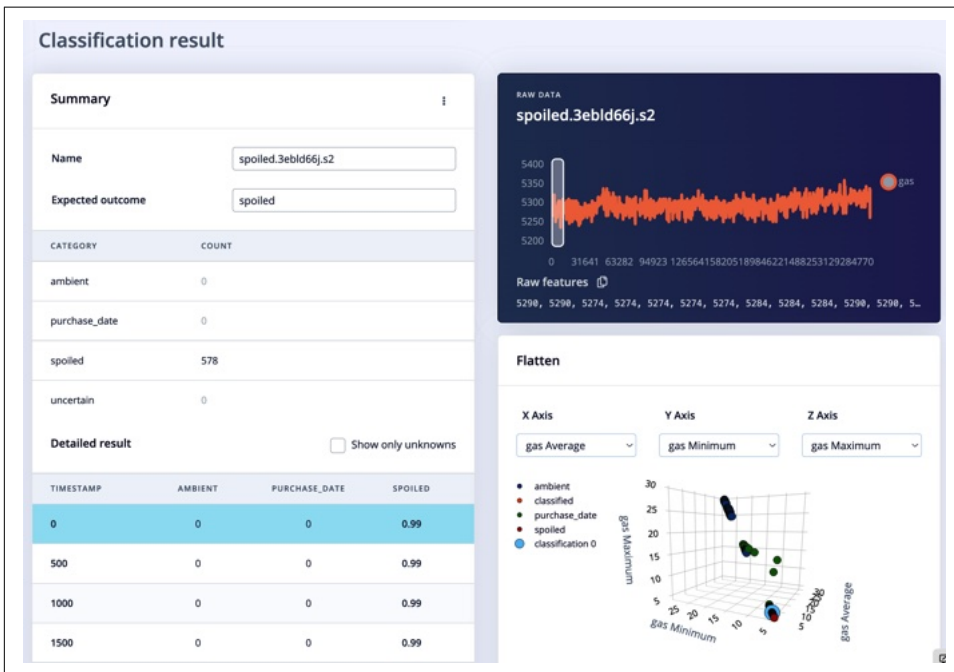 Classification result
Summary
Name
spoiled.3ebld66j.s2
Expected outcome
spoiled
CATEGORY COUNT
ambient 0
purchase_date 0
spoiled 578
uncertain 0
Detailed result
Show only unknowns
TIMESTAMP AMBIENT PURCHASE_DATE SPOILED
0 0 0 0.99
500 0 0 0.99
1000 0 0 0.99
1500 0 0 0.99
RAW DATA
spoiled.3ebld66j.s2
5400
5350
5300
5250
5200
gas
0 31641 63282 94923 126564158205189846221488253129284770
Raw features
5290, 5290, 5274, 5274, 5274, 5274, 5274, 5284, 5284, 5284, 5290, 5290, 5…
Flatten
X Axis Y Axis Z Axis
gas Average gas Minimum gas Maximum
ambient
classified
purchase_date
spoiled
classification 0
gas Maximum
30
25
20
15
10
5
gas Minimum
25 20 15 10 5
gas Average
5 10